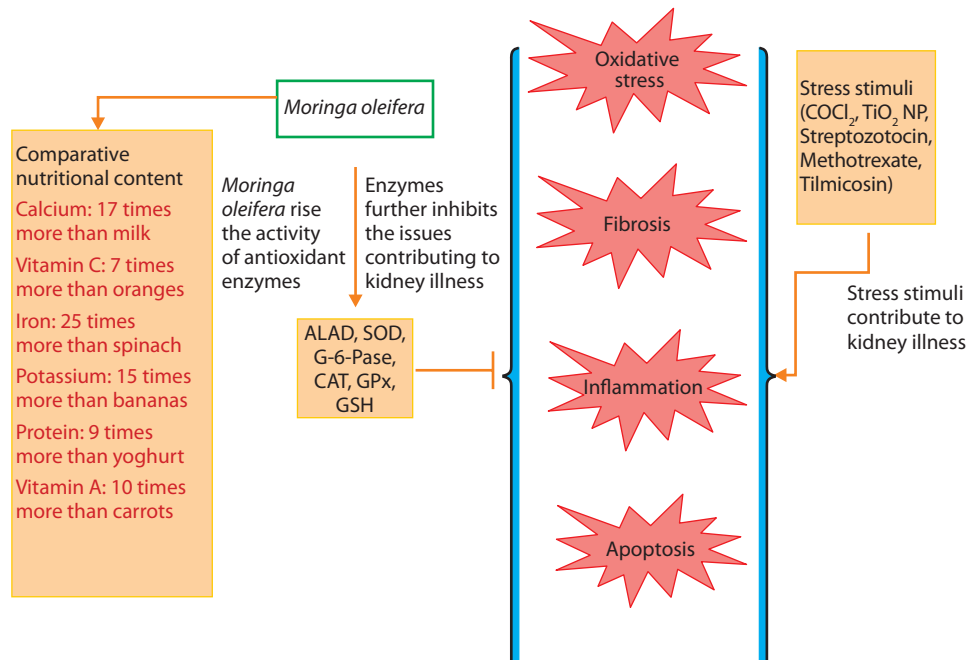 Moringa oleifera
Comparative
nutritional content
Calcium: 17 times
more than milk
Vitamin C: 7 times
more than oranges
Iron: 25 times
more than spinach
Potassium: 15 times
more than bananas
Protein: 9 times
more than yoghurt
Vitamin A: 10 times
more than carrots
Moringa
oleifera rise
the activity
of antioxidant
enzymes
Enzymes
further inhibits
the issues
contributing to
kidney illness
ALAD, SOD,
G-6-Pase,
CAT, GPx,
GSH
Oxidative
stress
Fibrosis
Inflammation
Apoptosis
Stress stimuli
(COCl₂, TiO₂ NP,
Streptozotocin,
Methotrexate,
Tilmicosin)
Stress stimuli
contribute to
kidney illness